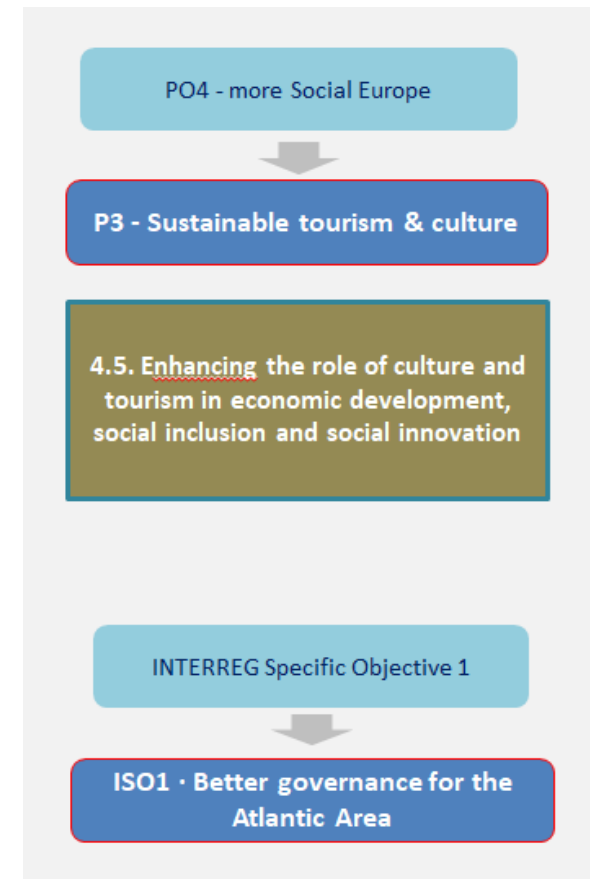 PO4 - more Social Europe
P3 - Sustainable tourism & culture
4.5. Enhancing the role of culture and
tourism in economic development,
social inclusion and social innovation
INTERREG Specific Objective 1
ISO1 · Better governance for the
Atlantic Area